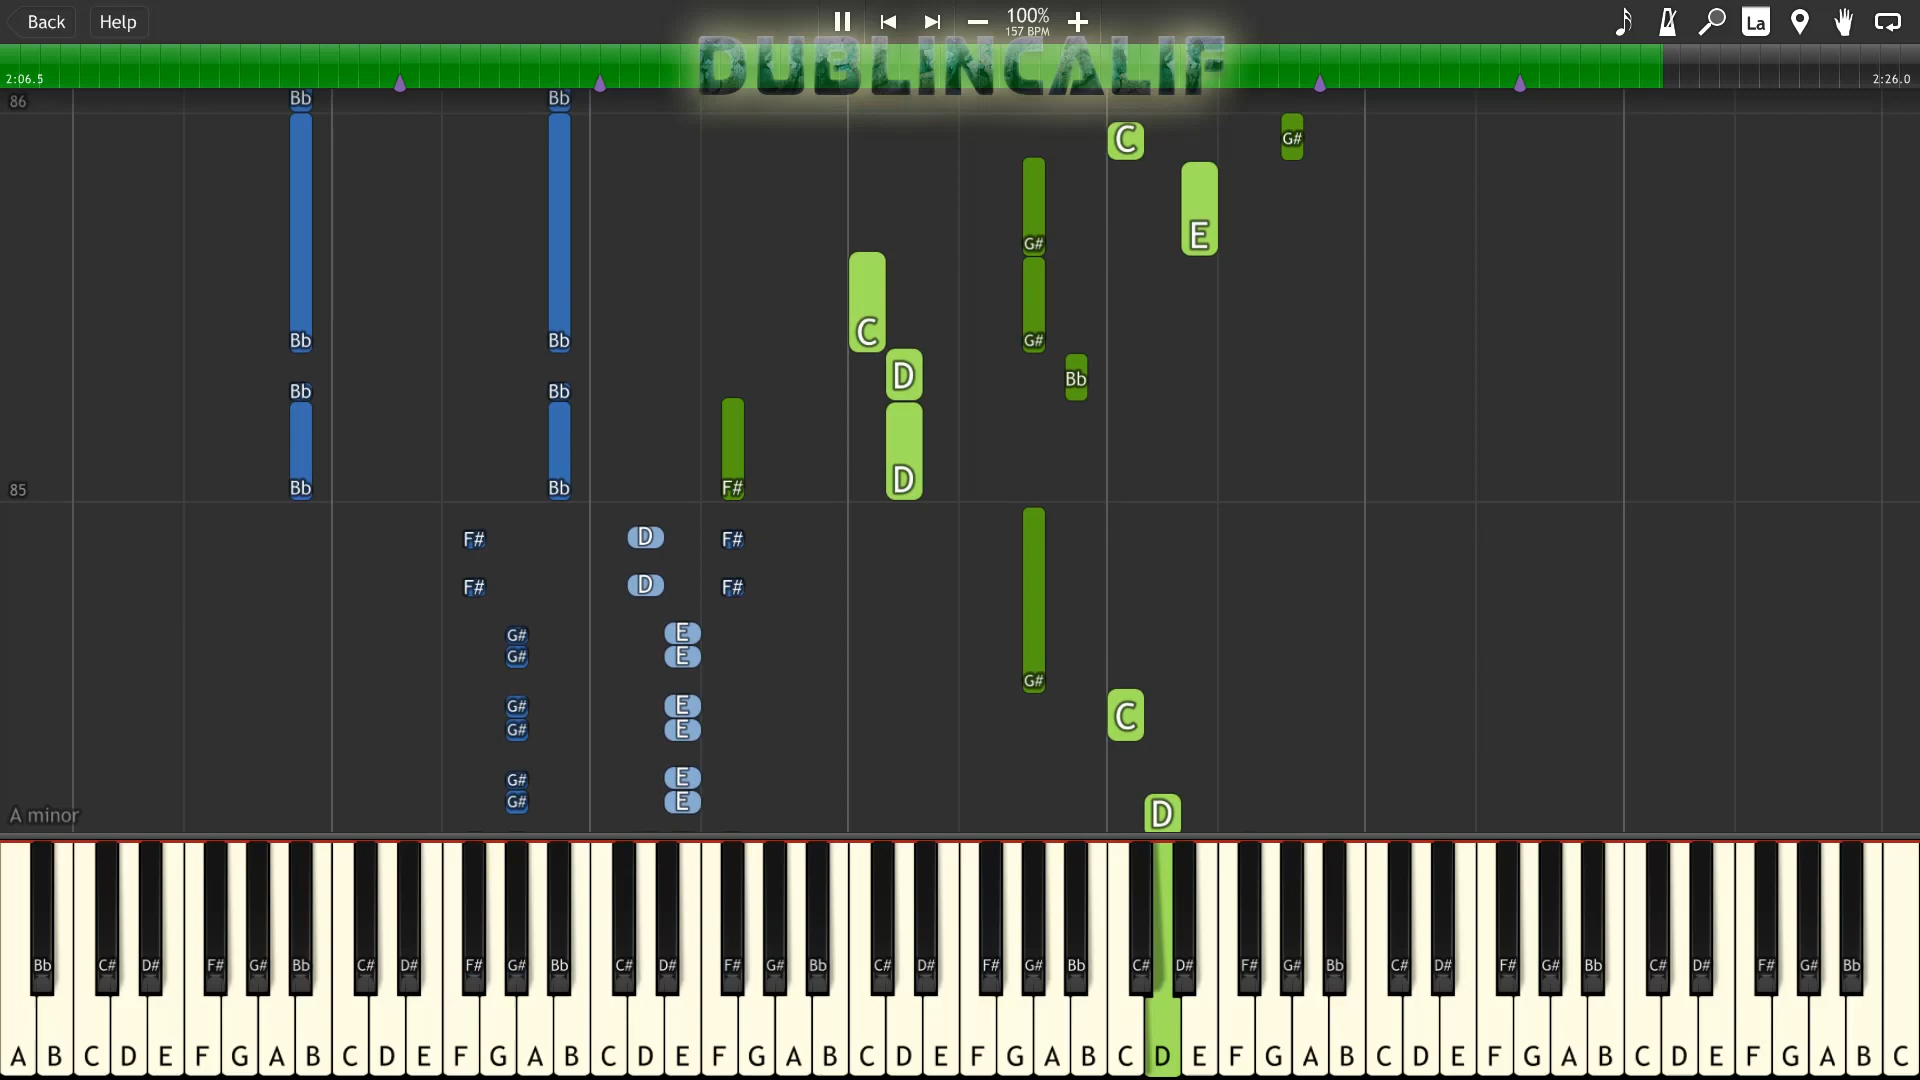 Back Help 100%
157 BPM La
DUBLINCALIF
2:06.5 2:26.0
86 Bb Bb
C G#
G# E
C
Bb Bb G#
D Bb
Bb Bb
D
85 Bb Bb F#
F# D F#
F# D F#
G# E
G# E
G#
G# E
C
G# E
G# E
G# E
A minor D
Bb C# D# F# G# Bb C# D# F# G# Bb C# D# F# G# Bb C# D# F# G# Bb C# D# F# G# Bb C# D# F# G# Bb C# D# F# G# Bb
A B C D E F G A B C D E F G A B C D E F G A B C D E F G A B C D E F G A B C D E F G A B C D E F G A B C